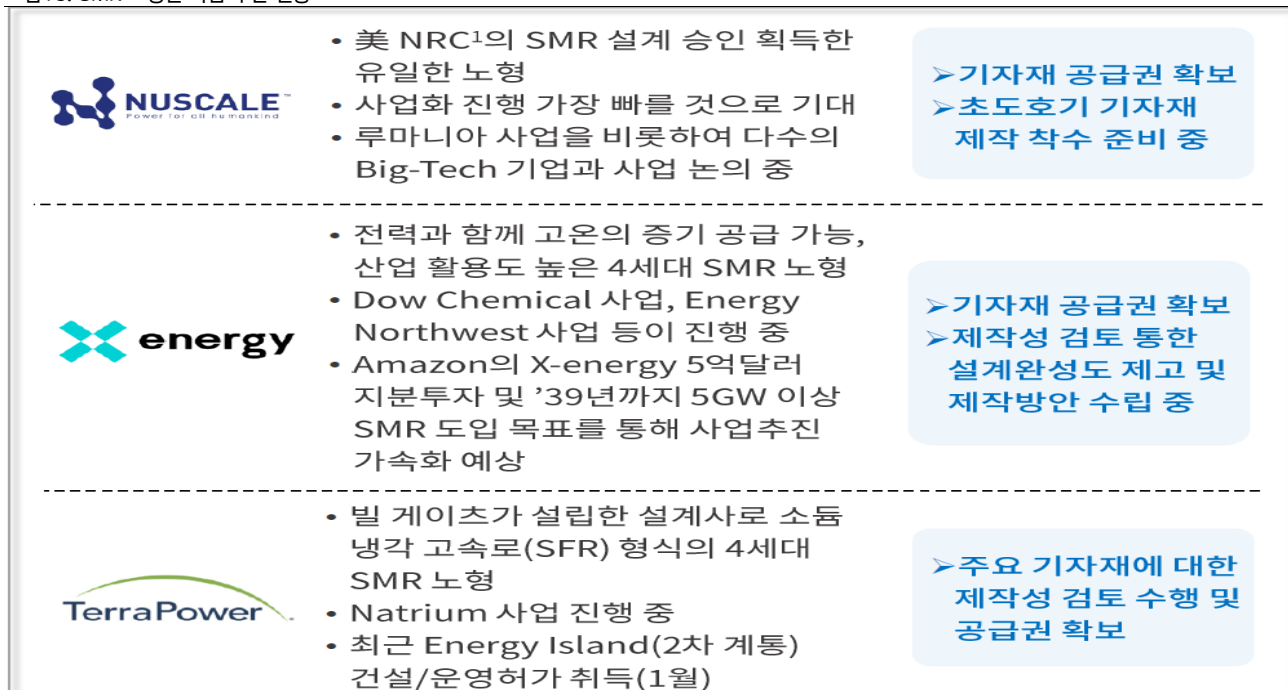 NUSCALE™
Power for all humankind
• 美 NRC¹의 SMR 설계 승인 획득한
유일한 노형
• 사업화 진행 가장 빠를 것으로 기대
• 루마니아 사업을 비롯하여 다수의
Big-Tech 기업과 사업 논의 중
➢기자재 공급권 확보
➢초도호기 기자재
제작 착수 준비 중
X energy
• 전력과 함께 고온의 증기 공급 가능,
산업 활용도 높은 4세대 SMR 노형
• Dow Chemical 사업, Energy
Northwest 사업 등이 진행 중
• Amazon의 X-energy 5억달러
지분투자 및 ’39년까지 5GW 이상
SMR 도입 목표를 통해 사업추진
가속화 예상
➢기자재 공급권 확보
➢제작성 검토 통한
설계완성도 제고 및
제작방안 수립 중
TerraPower.
• 빌 게이츠가 설립한 설계사로 소듐
냉각 고속로(SFR) 형식의 4세대
SMR 노형
• Natrium 사업 진행 중
• 최근 Energy Island(2차 계통)
건설/운영허가 취득(1월)
➢주요 기자재에 대한
제작성 검토 수행 및
공급권 확보